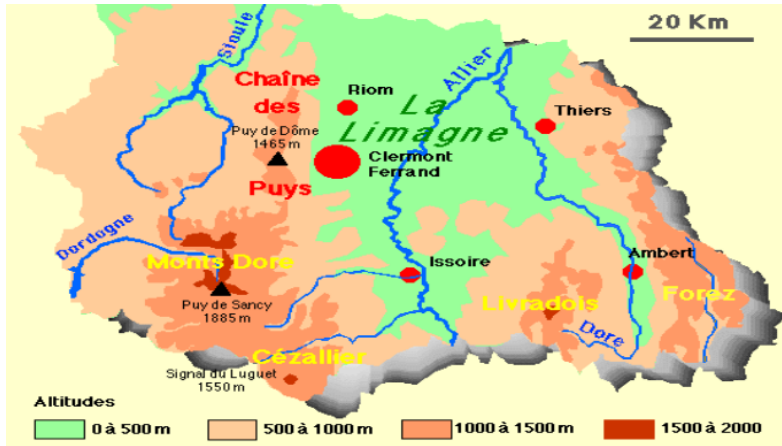 20 Km
Sioule
Allier
Chaîne
des
Riom
La
Limagne
Thiers
Puy de Dôme
1465 m
Clermont
Ferrand
Puys
Dordogne
Monts Dore
Issoire
Ambert
Puy de Sancy
1885 m
Livradois
Forez
Dore
Cézallier
Signal du Luguet
1550 m
Altitudes
0 à 500 m
500 à 1000 m
1000 à 1500 m
1500 à 2000